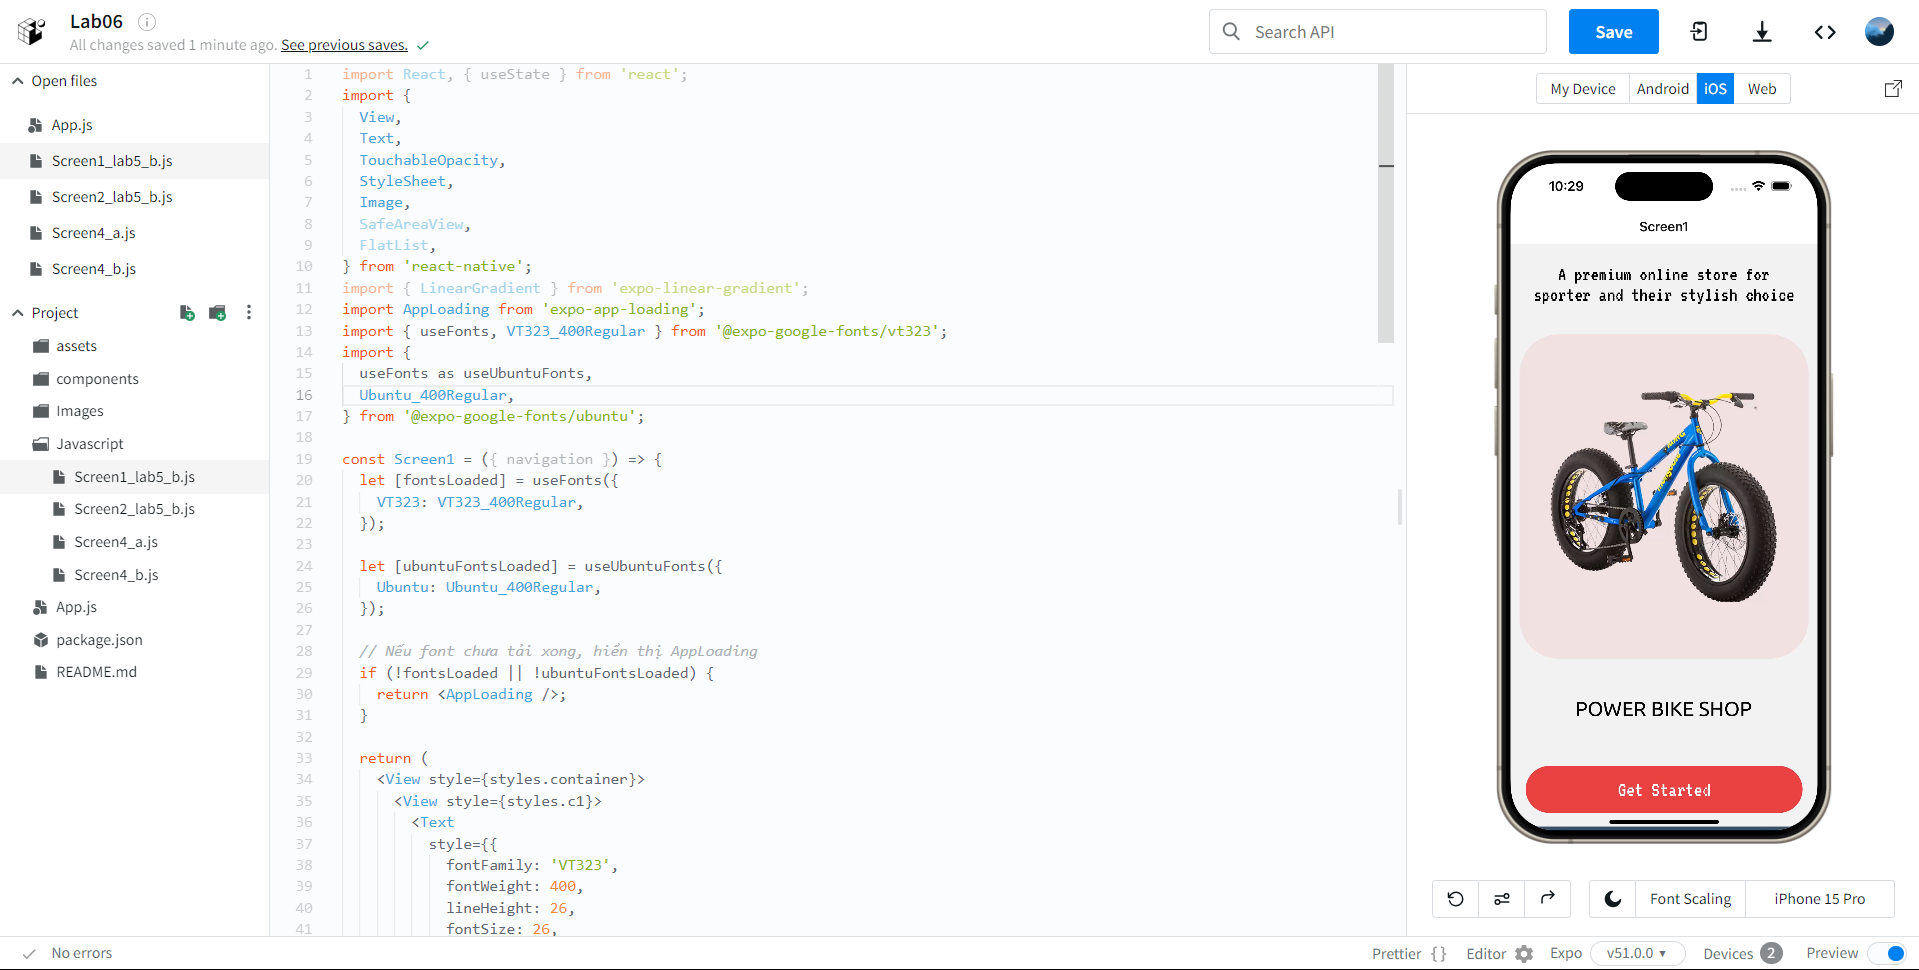 Lab06
All changes saved 1 minute ago. See previous saves.
Search API
Save
Open files
App.js
Screen1_lab5_b.js
Screen2_lab5_b.js
Screen4_a.js
Screen4_b.js
Project
assets
components
Images
Javascript
Screen1_lab5_b.js
Screen2_lab5_b.js
Screen4_a.js
Screen4_b.js
App.js
package.json
README.md
1 import React, { useState } from 'react';
2 import {
3 View,
4 Text,
5 TouchableOpacity,
6 StyleSheet,
7 Image,
8 SafeAreaView,
9 FlatList,
10 } from 'react-native';
11 import { LinearGradient } from 'expo-linear-gradient';
12 import AppLoading from 'expo-app-loading';
13 import { useFonts, VT323_400Regular } from '@expo-google-fonts/vt323';
14 import {
15 useFonts as useUbuntuFonts,
16 Ubuntu_400Regular,
17 } from '@expo-google-fonts/ubuntu';
18
19 const Screen1 = ({ navigation }) => {
20 let [fontsLoaded] = useFonts({
21 VT323: VT323_400Regular,
22 });
23
24 let [ubuntuFontsLoaded] = useUbuntuFonts({
25 Ubuntu: Ubuntu_400Regular,
26 });
27
28 // Nếu font chưa tải xong, hiển thị AppLoading
29 if (!fontsLoaded || !ubuntuFontsLoaded) {
30 return <AppLoading />;
31 }
32
33 return (
34 <View style={styles.container}>
35 <View style={styles.c1}>
36 <Text
37 style={{
38 fontFamily: 'VT323',
39 fontWeight: 400,
40 lineHeight: 26,
41 fontSize: 26,
My Device Android iOS Web
10:29
Screen1
A premium online store for
sporter and their stylish choice
POWER BIKE SHOP
Get Started
Font Scaling iPhone 15 Pro
No errors
Prettier {} Editor Expo v51.0.0 Devices 2 Preview